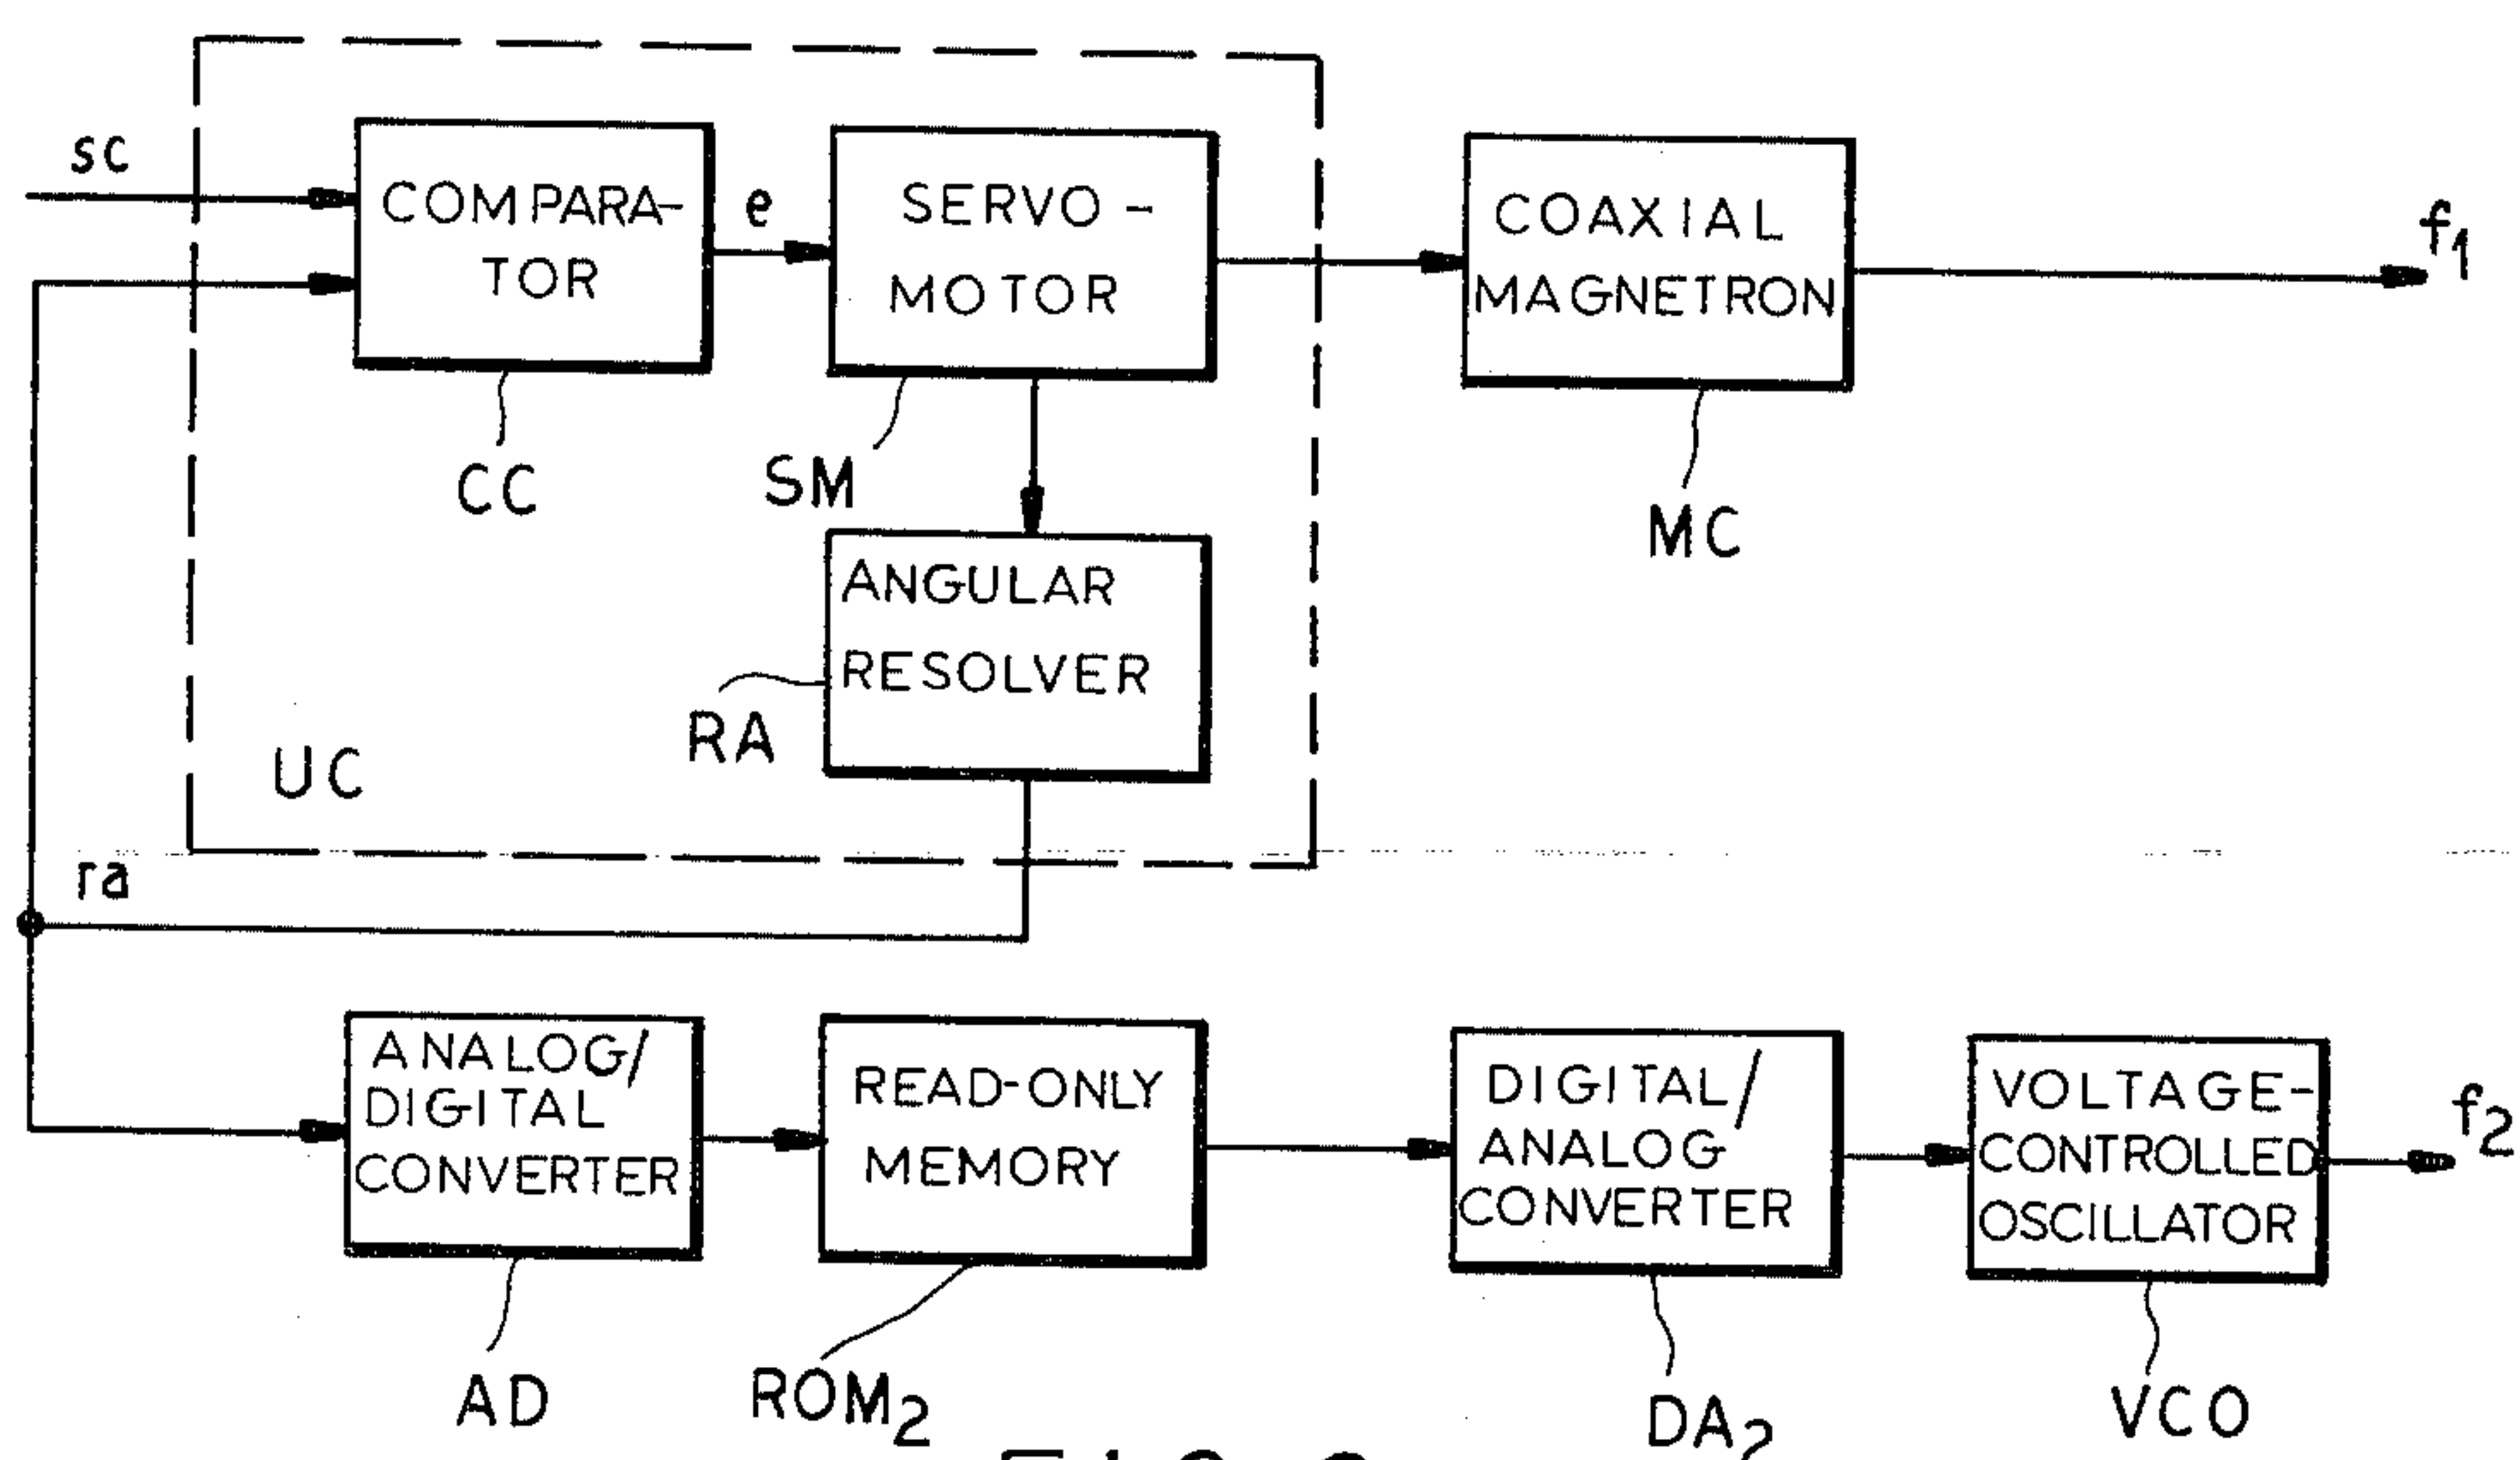 sc
COMPARA-
TOR
e
SERVO-
MOTOR
COAXIAL
MAGNETRON
f1
CC
SM
MC
ANGULAR
RESOLVER
RA
UC
ra
ANALOG/
DIGITAL
CONVERTER
READ-ONLY
MEMORY
DIGITAL/
ANALOG
CONVERTER
VOLTAGE-
CONTROLLED
OSCILLATOR
f2
AD
ROM2
DA2
VCO